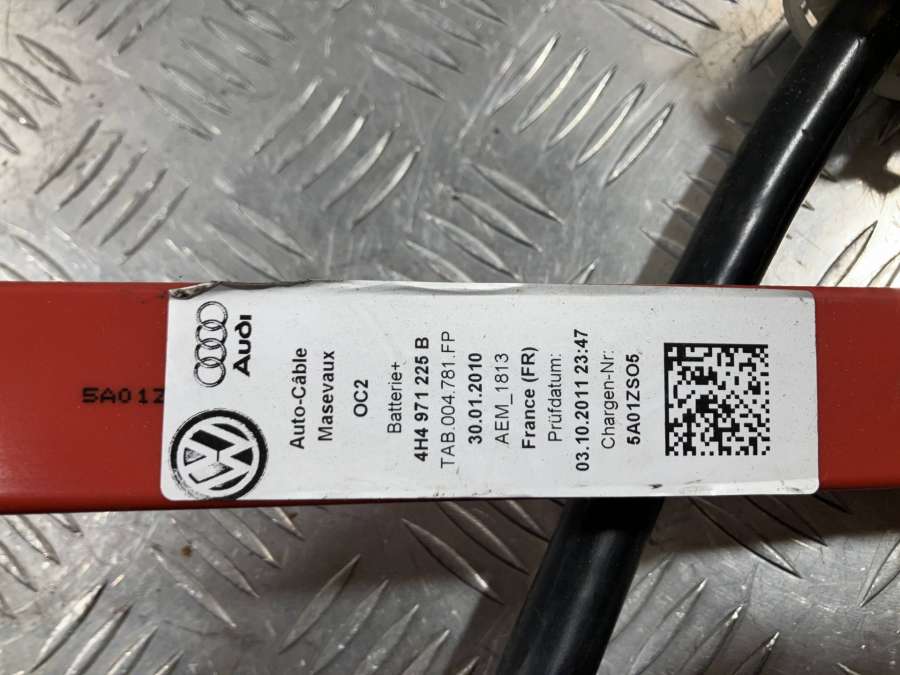 Audi
Auto-Câble
Masevaux
OC2
Batterie+
4H4 971 225 B
TAB.004.781.FP
30.01.2010
AEM_1813
France (FR)
Prüfdatum:
03.10.2011 23:47
Chargen-Nr:
5A01ZSO5
5A01Z